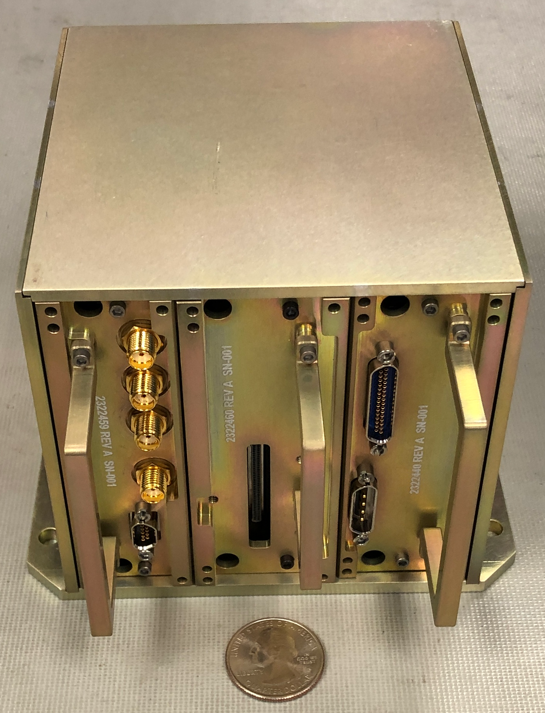 2322459 REV A SN-001
2322460 REV A SN-001
2322440 REV A SN-001